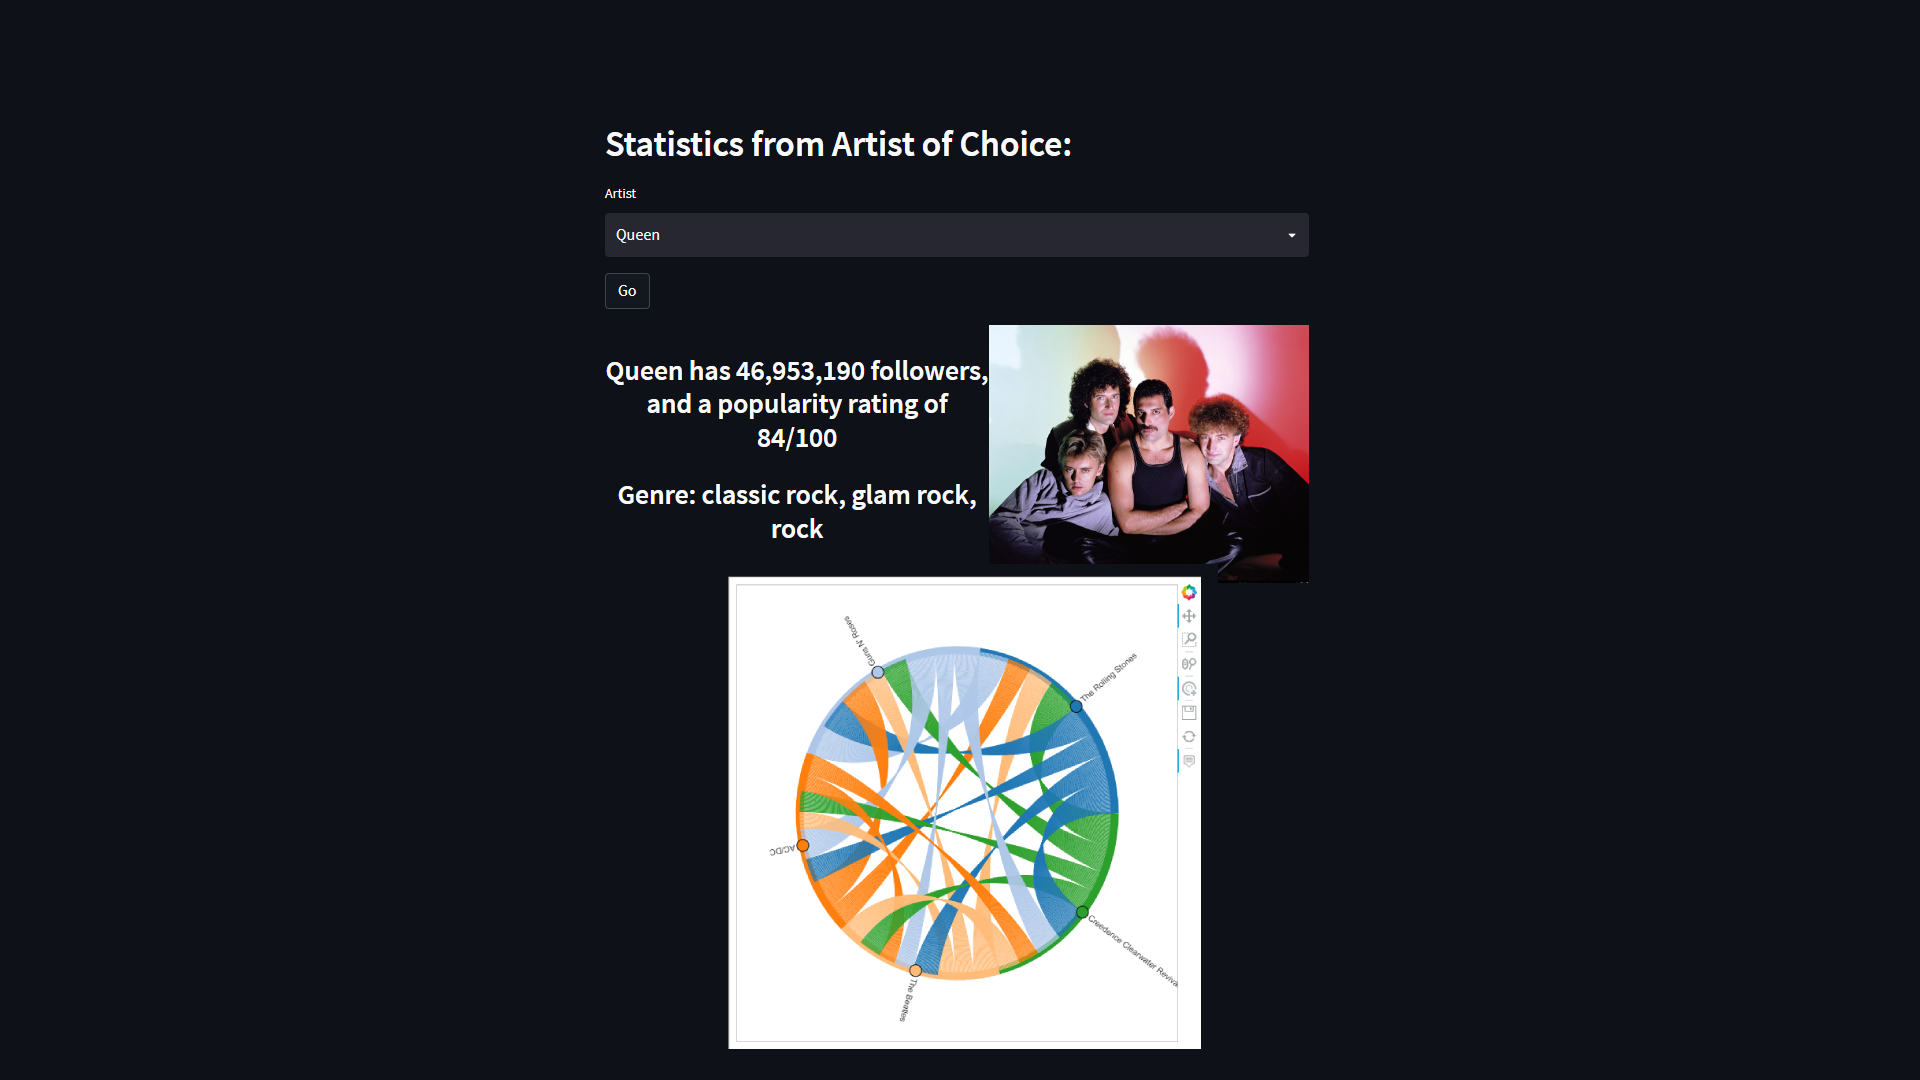 Statistics from Artist of Choice:
Artist
Queen
Go
Queen has 46,953,190 followers,
and a popularity rating of
84/100
Genre: classic rock, glam rock,
rock
Guns N' Roses
The Rolling Stones
AC/DC
Creedence Clearwater Reviva
The Beatles